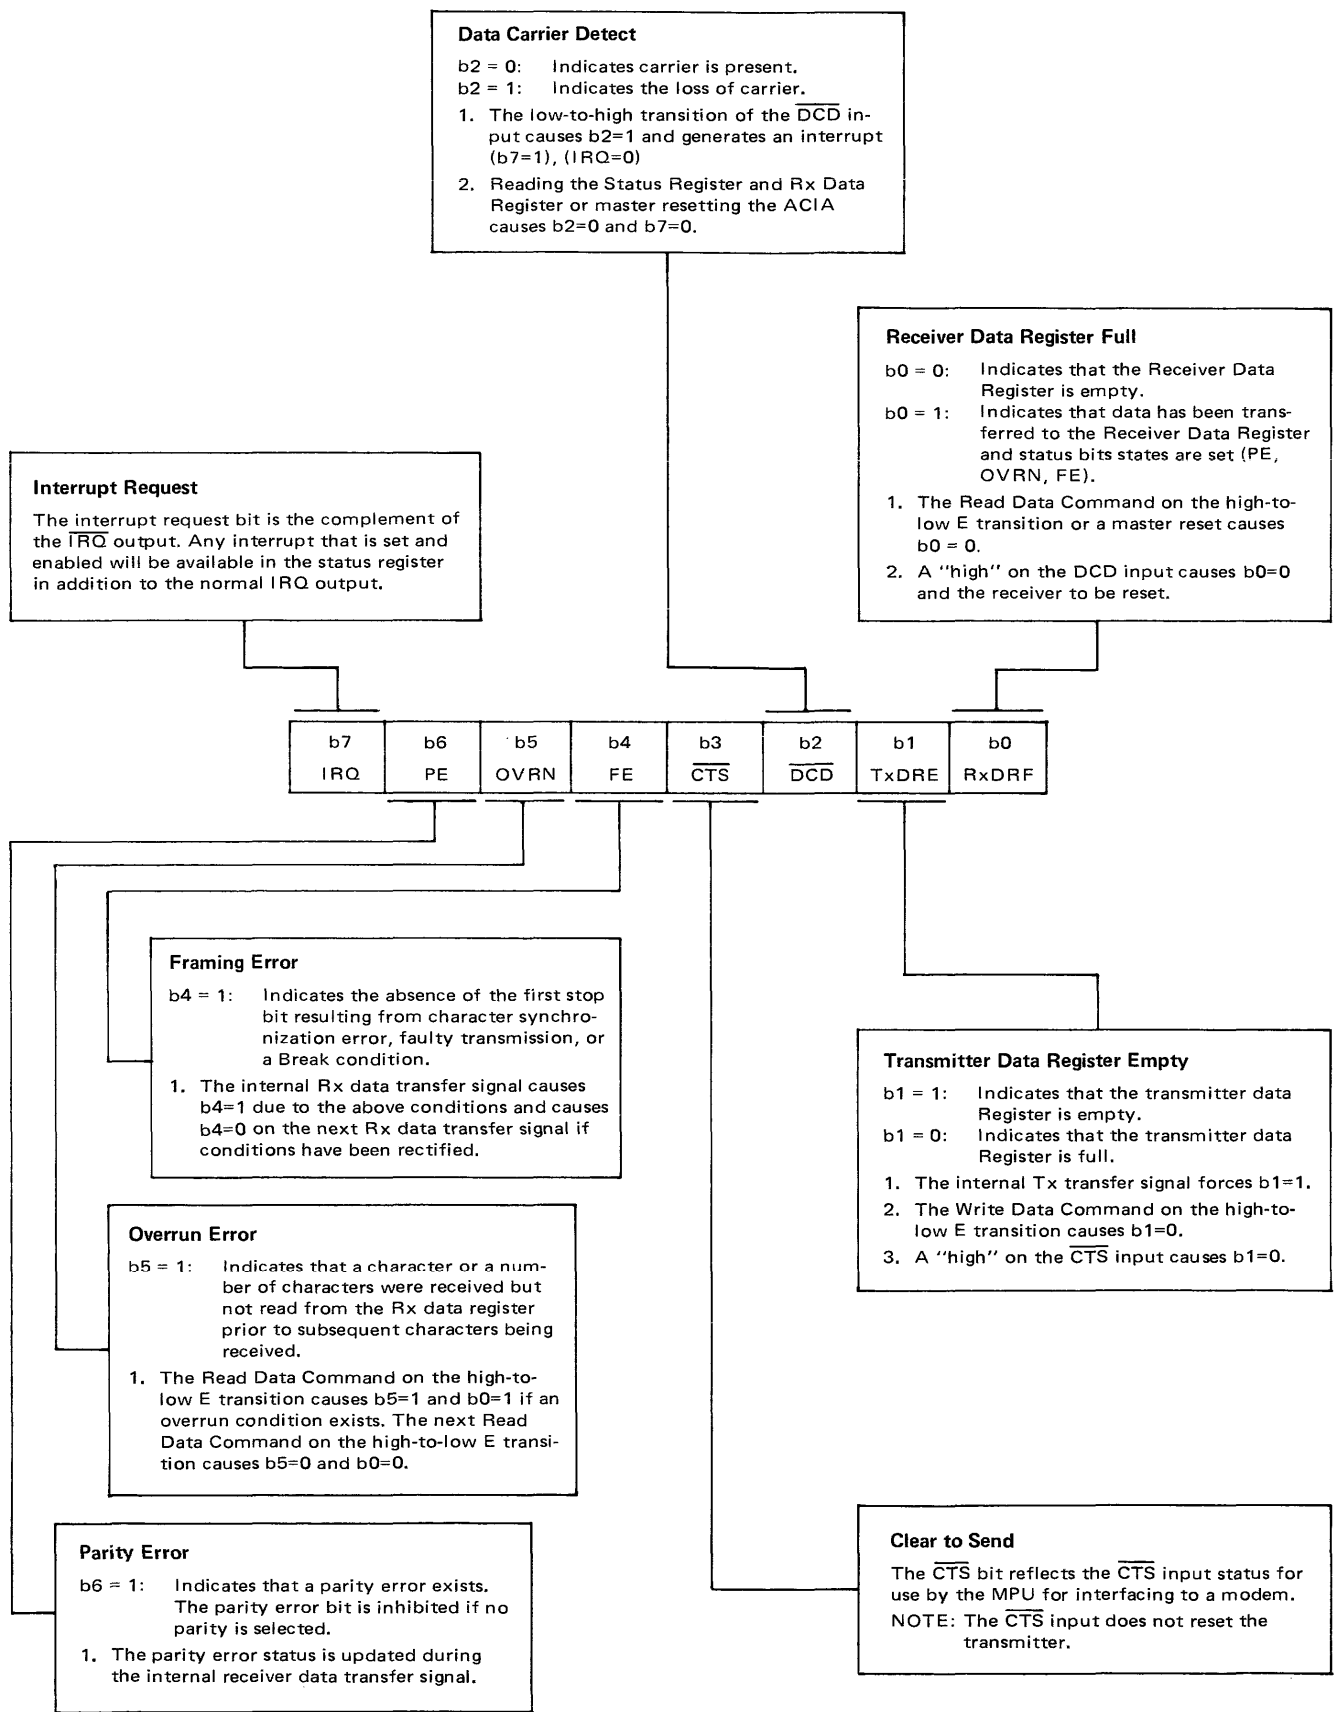 Data Carrier Detect
b2 = 0: Indicates carrier is present.
b2 = 1: Indicates the loss of carrier.
1. The low-to-high transition of the D̅C̅D̅ in-
put causes b2=1 and generates an interrupt
(b7=1), (IRQ=0)
2. Reading the Status Register and Rx Data
Register or master resetting the ACIA
causes b2=0 and b7=0.
Receiver Data Register Full
b0 = 0: Indicates that the Receiver Data
Register is empty.
b0 = 1: Indicates that data has been trans-
ferred to the Receiver Data Register
and status bits states are set (PE,
OVRN, FE).
1. The Read Data Command on the high-to-
low E transition or a master reset causes
b0 = 0.
2. A "high" on the DCD input causes b0=0
and the receiver to be reset.
Interrupt Request
The interrupt request bit is the complement of
the I̅R̅Q̅ output. Any interrupt that is set and
enabled will be available in the status register
in addition to the normal IRQ output.
b7 b6 b5 b4 b3 b2 b1 b0
IRQ PE OVRN FE C̅T̅S̅ D̅C̅D̅ TxDRE RxDRF
Framing Error
b4 = 1: Indicates the absence of the first stop
bit resulting from character synchro-
nization error, faulty transmission, or
a Break condition.
1. The internal Rx data transfer signal causes
b4=1 due to the above conditions and causes
b4=0 on the next Rx data transfer signal if
conditions have been rectified.
Transmitter Data Register Empty
b1 = 1: Indicates that the transmitter data
Register is empty.
b1 = 0: Indicates that the transmitter data
Register is full.
1. The internal Tx transfer signal forces b1=1.
2. The Write Data Command on the high-to-
low E transition causes b1=0.
3. A "high" on the C̅T̅S̅ input causes b1=0.
Overrun Error
b5 = 1: Indicates that a character or a num-
ber of characters were received but
not read from the Rx data register
prior to subsequent characters being
received.
1. The Read Data Command on the high-to-
low E transition causes b5=1 and b0=1 if an
overrun condition exists. The next Read
Data Command on the high-to-low E transi-
tion causes b5=0 and b0=0.
Parity Error
b6 = 1: Indicates that a parity error exists.
The parity error bit is inhibited if no
parity is selected.
1. The parity error status is updated during
the internal receiver data transfer signal.
Clear to Send
The C̅T̅S̅ bit reflects the C̅T̅S̅ input status for
use by the MPU for interfacing to a modem.
NOTE: The C̅T̅S̅ input does not reset the
transmitter.